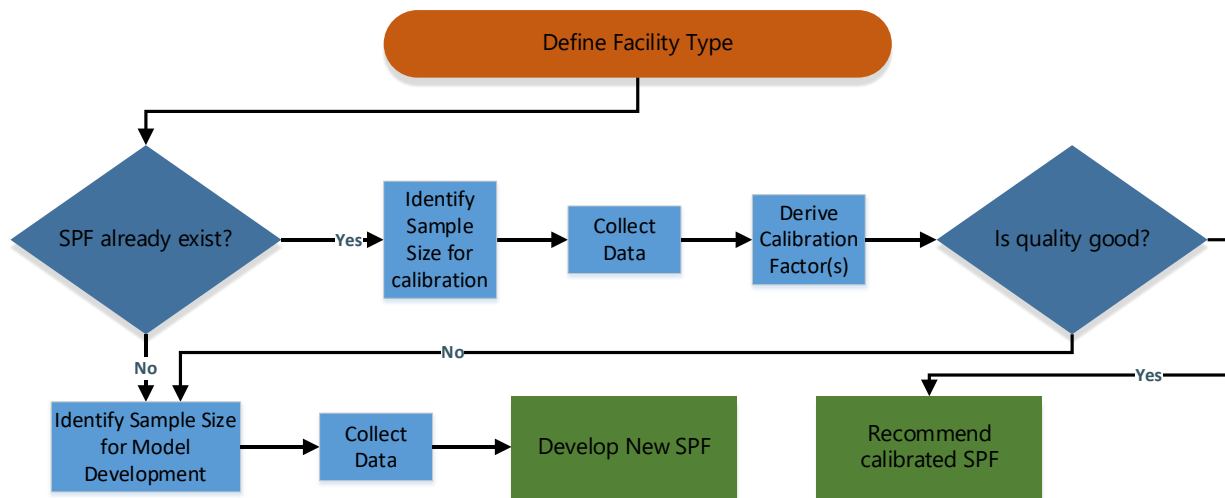 Define Facility Type
SPF already exist?
Yes
Identify
Sample
Size for
calibration
Collect
Data
Derive
Calibration
Factor(s)
Is quality good?
No
No
Yes
Identify Sample Size
for Model
Development
Collect
Data
Develop New SPF
Recommend
calibrated SPF